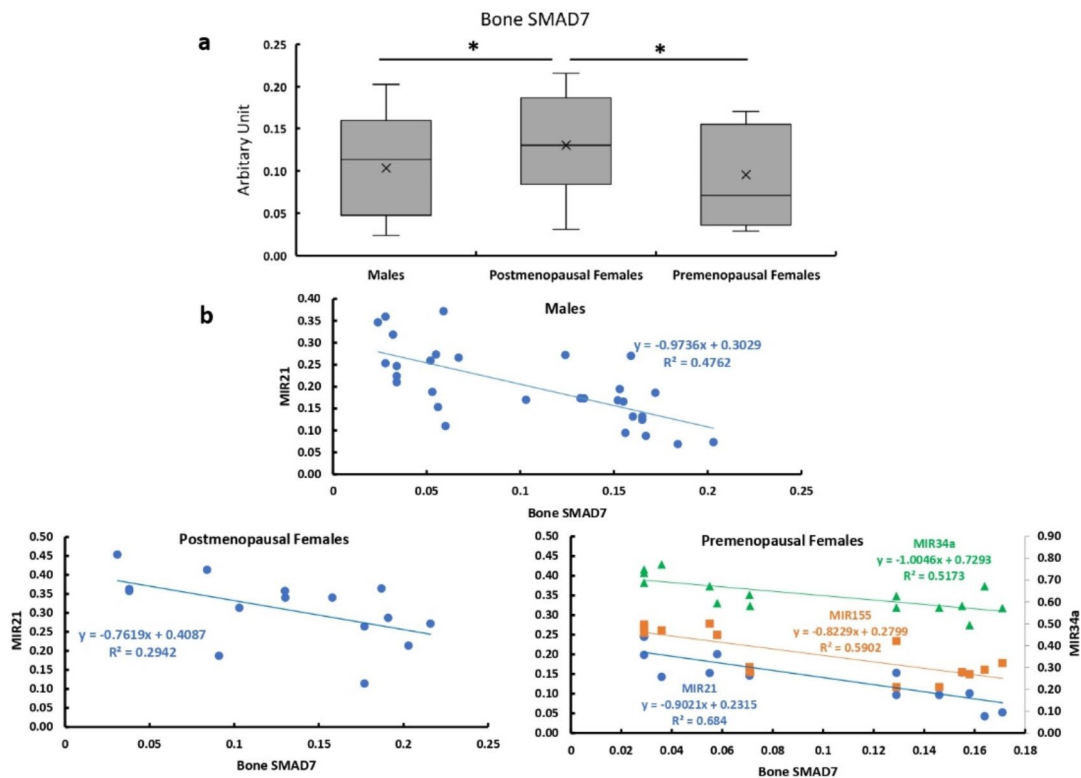 Bone SMAD7
a
*
*
0.25
0.20
0.15
0.10
0.05
0.00
Arbitary Unit
Males
Postmenopausal Females
Premenopausal Females
b
Males
0.40
0.35
0.30
0.25
0.20
0.15
0.10
0.05
0.00
MIR21
y = -0.9736x + 0.3029
R² = 0.4762
0
0.05
0.1
0.15
0.2
0.25
Bone SMAD7
Postmenopausal Females
0.50
0.45
0.40
0.35
0.30
0.25
0.20
0.15
0.10
0.05
0.00
MIR21
y = -0.7619x + 0.4087
R² = 0.2942
0
0.05
0.1
0.15
0.2
0.25
Bone SMAD7
Premenopausal Females
0.50
0.45
0.40
0.35
0.30
0.25
0.20
0.15
0.10
0.05
0.00
MIR34a
y = -1.0046x + 0.7293
R² = 0.5173
MIR155
y = -0.8229x + 0.2799
R² = 0.5902
MIR21
y = -0.9021x + 0.2315
R² = 0.684
0.90
0.80
0.70
0.60
0.50
0.40
0.30
0.20
0.10
0.00
MIR34a
0.00
0.02
0.04
0.06
0.08
0.10
0.12
0.14
0.16
0.18
Bone SMAD7